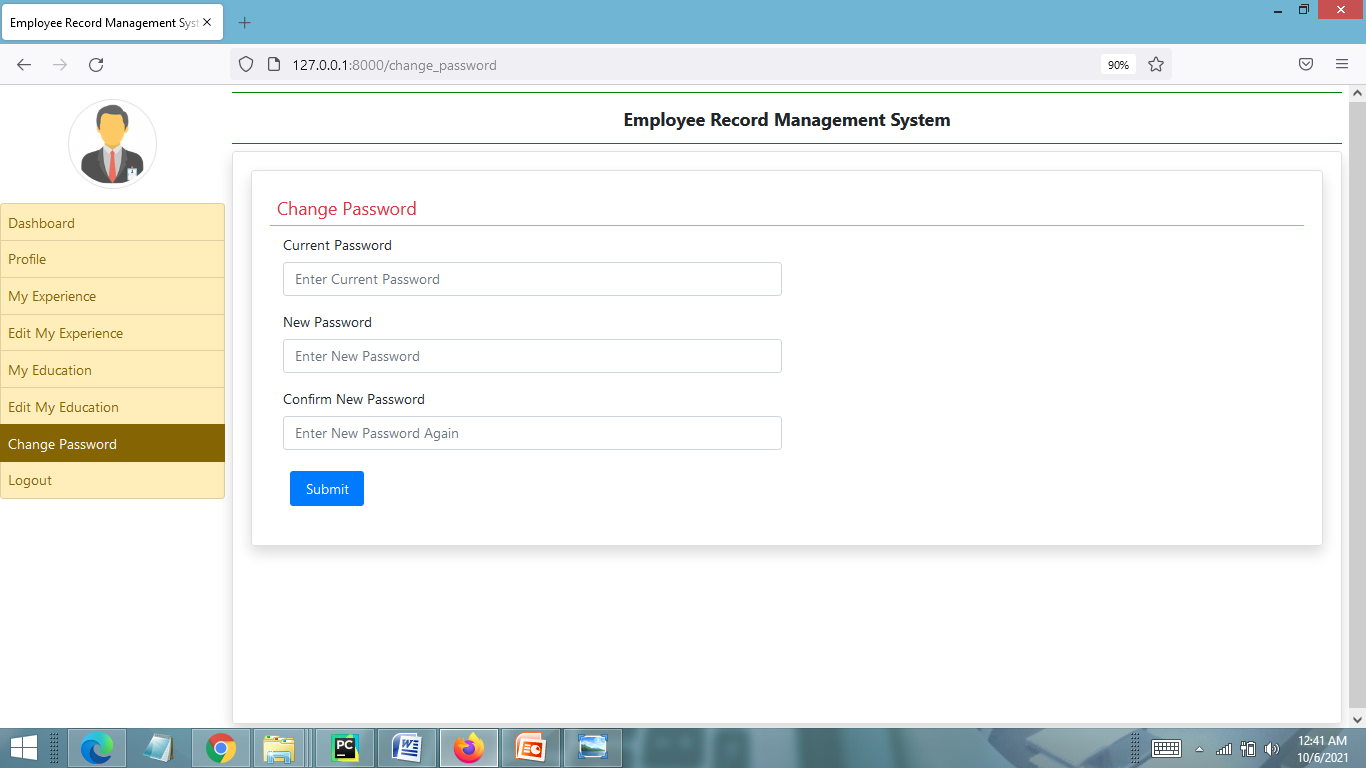 Employee Record Management Syst
127.0.0.1:8000/change_password
90%
Employee Record Management System
Dashboard
Profile
My Experience
Edit My Experience
My Education
Edit My Education
Change Password
Logout
Change Password
Current Password
Enter Current Password
New Password
Enter New Password
Confirm New Password
Enter New Password Again
Submit
PC
W
P
12:41 AM
10/6/2021